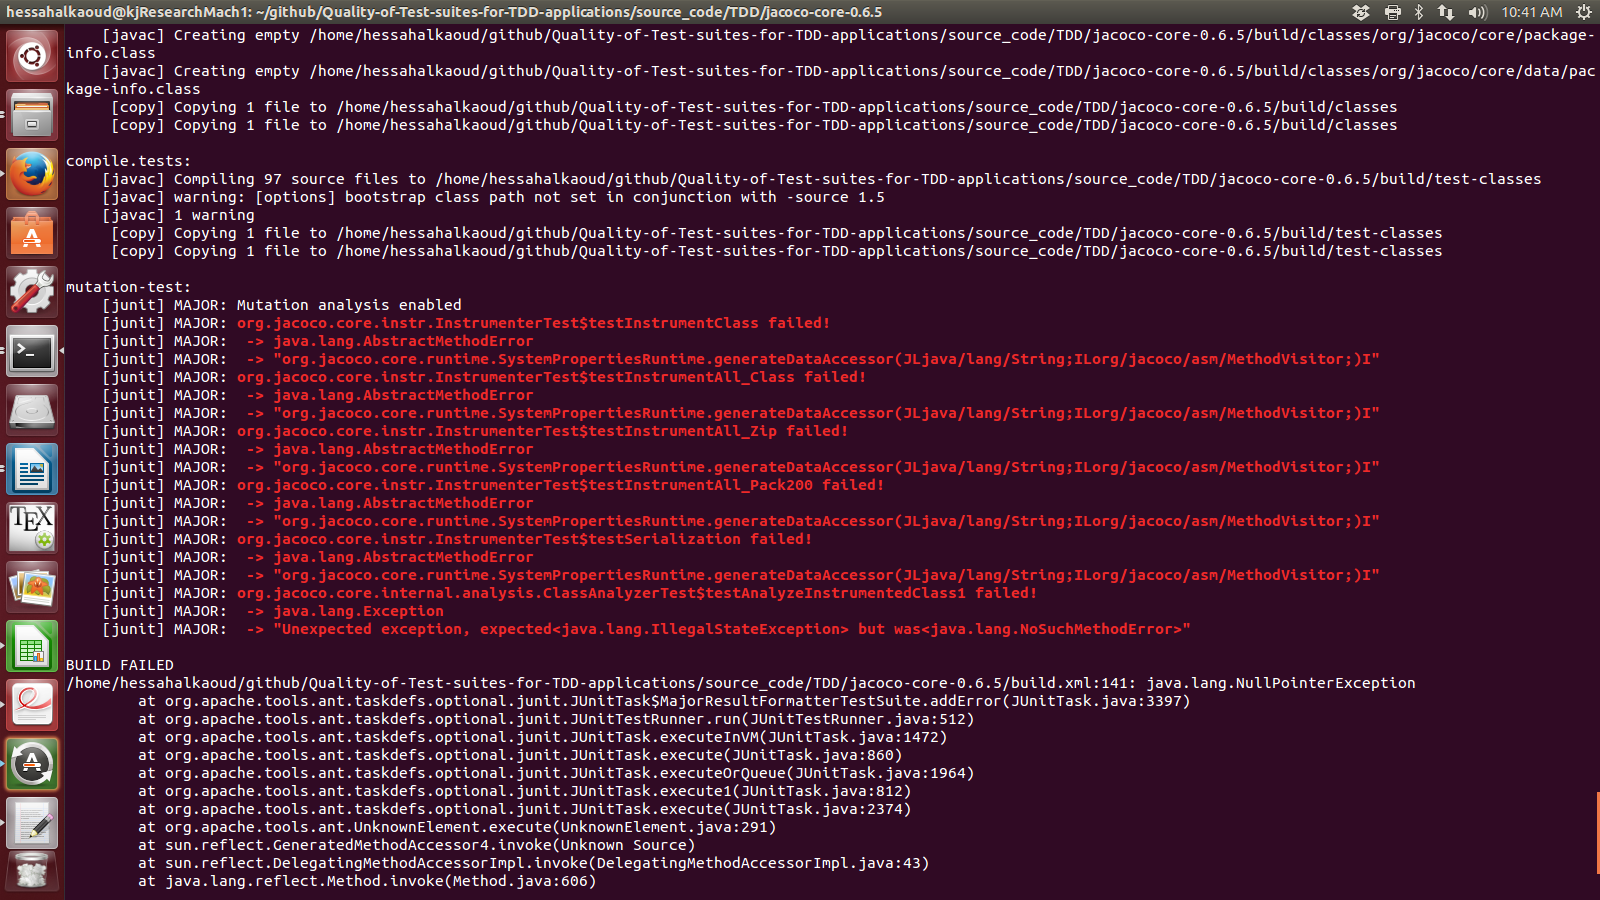 hessahalkaoud@kjResearchMach1: ~/github/Quality-of-Test-suites-for-TDD-applications/source_code/TDD/jacoco-core-0.6.5
10:41 AM
[javac] Creating empty /home/hessahalkaoud/github/Quality-of-Test-suites-for-TDD-applications/source_code/TDD/jacoco-core-0.6.5/build/classes/org/jacoco/core/package-
info.class
[javac] Creating empty /home/hessahalkaoud/github/Quality-of-Test-suites-for-TDD-applications/source_code/TDD/jacoco-core-0.6.5/build/classes/org/jacoco/core/data/pac
kage-info.class
[copy] Copying 1 file to /home/hessahalkaoud/github/Quality-of-Test-suites-for-TDD-applications/source_code/TDD/jacoco-core-0.6.5/build/classes
[copy] Copying 1 file to /home/hessahalkaoud/github/Quality-of-Test-suites-for-TDD-applications/source_code/TDD/jacoco-core-0.6.5/build/classes
compile.tests:
[javac] Compiling 97 source files to /home/hessahalkaoud/github/Quality-of-Test-suites-for-TDD-applications/source_code/TDD/jacoco-core-0.6.5/build/test-classes
[javac] warning: [options] bootstrap class path not set in conjunction with -source 1.5
[javac] 1 warning
[copy] Copying 1 file to /home/hessahalkaoud/github/Quality-of-Test-suites-for-TDD-applications/source_code/TDD/jacoco-core-0.6.5/build/test-classes
[copy] Copying 1 file to /home/hessahalkaoud/github/Quality-of-Test-suites-for-TDD-applications/source_code/TDD/jacoco-core-0.6.5/build/test-classes
mutation-test:
[junit] MAJOR: Mutation analysis enabled
[junit] MAJOR: org.jacoco.core.instr.InstrumenterTest$testInstrumentClass failed!
[junit] MAJOR:  -> java.lang.AbstractMethodError
[junit] MAJOR:  -> "org.jacoco.core.runtime.SystemPropertiesRuntime.generateDataAccessor(JLjava/lang/String;ILorg/jacoco/asm/MethodVisitor;)I"
[junit] MAJOR: org.jacoco.core.instr.InstrumenterTest$testInstrumentAll_Class failed!
[junit] MAJOR:  -> java.lang.AbstractMethodError
[junit] MAJOR:  -> "org.jacoco.core.runtime.SystemPropertiesRuntime.generateDataAccessor(JLjava/lang/String;ILorg/jacoco/asm/MethodVisitor;)I"
[junit] MAJOR: org.jacoco.core.instr.InstrumenterTest$testInstrumentAll_Zip failed!
[junit] MAJOR:  -> java.lang.AbstractMethodError
[junit] MAJOR:  -> "org.jacoco.core.runtime.SystemPropertiesRuntime.generateDataAccessor(JLjava/lang/String;ILorg/jacoco/asm/MethodVisitor;)I"
[junit] MAJOR: org.jacoco.core.instr.InstrumenterTest$testInstrumentAll_Pack200 failed!
[junit] MAJOR:  -> java.lang.AbstractMethodError
[junit] MAJOR:  -> "org.jacoco.core.runtime.SystemPropertiesRuntime.generateDataAccessor(JLjava/lang/String;ILorg/jacoco/asm/MethodVisitor;)I"
[junit] MAJOR: org.jacoco.core.instr.InstrumenterTest$testSerialization failed!
[junit] MAJOR:  -> java.lang.AbstractMethodError
[junit] MAJOR:  -> "org.jacoco.core.runtime.SystemPropertiesRuntime.generateDataAccessor(JLjava/lang/String;ILorg/jacoco/asm/MethodVisitor;)I"
[junit] MAJOR: org.jacoco.core.internal.analysis.ClassAnalyzerTest$testAnalyzeInstrumentedClass1 failed!
[junit] MAJOR:  -> java.lang.Exception
[junit] MAJOR:  -> "Unexpected exception, expected<java.lang.IllegalStateException> but was<java.lang.NoSuchMethodError>"
BUILD FAILED
/home/hessahalkaoud/github/Quality-of-Test-suites-for-TDD-applications/source_code/TDD/jacoco-core-0.6.5/build.xml:141: java.lang.NullPointerException
at org.apache.tools.ant.taskdefs.optional.junit.JUnitTask$MajorResultFormatterTestSuite.addError(JUnitTask.java:3397)
at org.apache.tools.ant.taskdefs.optional.junit.JUnitTestRunner.run(JUnitTestRunner.java:512)
at org.apache.tools.ant.taskdefs.optional.junit.JUnitTask.executeInVM(JUnitTask.java:1472)
at org.apache.tools.ant.taskdefs.optional.junit.JUnitTask.execute(JUnitTask.java:860)
at org.apache.tools.ant.taskdefs.optional.junit.JUnitTask.executeOrQueue(JUnitTask.java:1964)
at org.apache.tools.ant.taskdefs.optional.junit.JUnitTask.execute1(JUnitTask.java:812)
at org.apache.tools.ant.taskdefs.optional.junit.JUnitTask.execute(JUnitTask.java:2374)
at org.apache.tools.ant.UnknownElement.execute(UnknownElement.java:291)
at sun.reflect.GeneratedMethodAccessor4.invoke(Unknown Source)
at sun.reflect.DelegatingMethodAccessorImpl.invoke(DelegatingMethodAccessorImpl.java:43)
at java.lang.reflect.Method.invoke(Method.java:606)
TEX